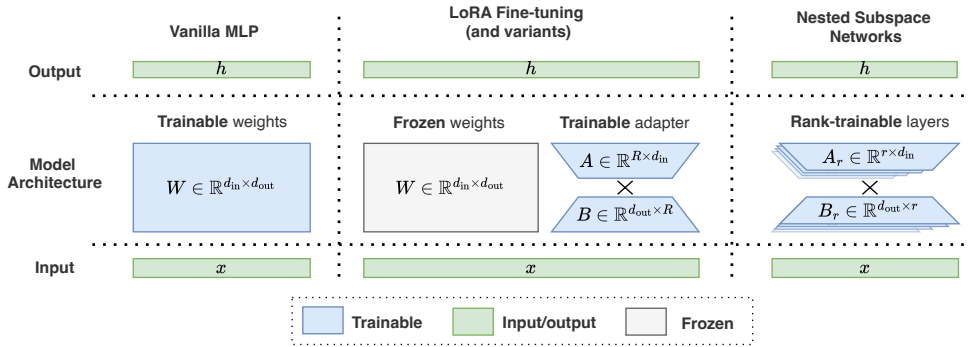 Vanilla MLP
LoRA Fine-tuning
(and variants)
Nested Subspace
Networks
Output
h
h
h
Trainable weights
Frozen weights
Trainable adapter
Rank-trainable layers
Model
Architecture
W ∈ ℝ^{d_in×d_out}
W ∈ ℝ^{d_in×d_out}
A ∈ ℝ^{R×d_in}
×
B ∈ ℝ^{d_out×R}
A_r ∈ ℝ^{r×d_in}
×
B_r ∈ ℝ^{d_out×r}
Input
x
x
x
Trainable
Input/output
Frozen